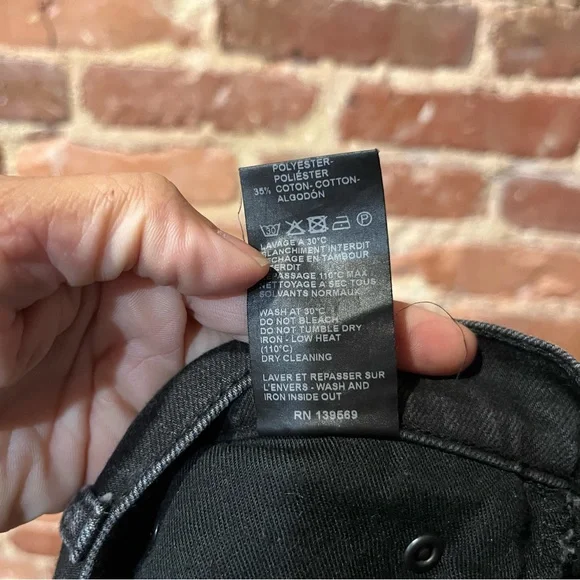 POLYESTER-
POLIÉSTER
35% COTON-COTTON-
ALGODÓN
30 P
LAVAGE A 30°C
BLANCHIMENT INTERDIT
SECHAGE EN TAMBOUR
INTERDIT
REPASSAGE 110°C MAX
NETTOYAGE A SEC TOUS
SOLVANTS NORMAUX
WASH AT 30°C
DO NOT BLEACH
DO NOT TUMBLE DRY
IRON - LOW HEAT
(110°C)
DRY CLEANING
LAVER ET REPASSER SUR
L'ENVERS - WASH AND
IRON INSIDE OUT
RN 139569